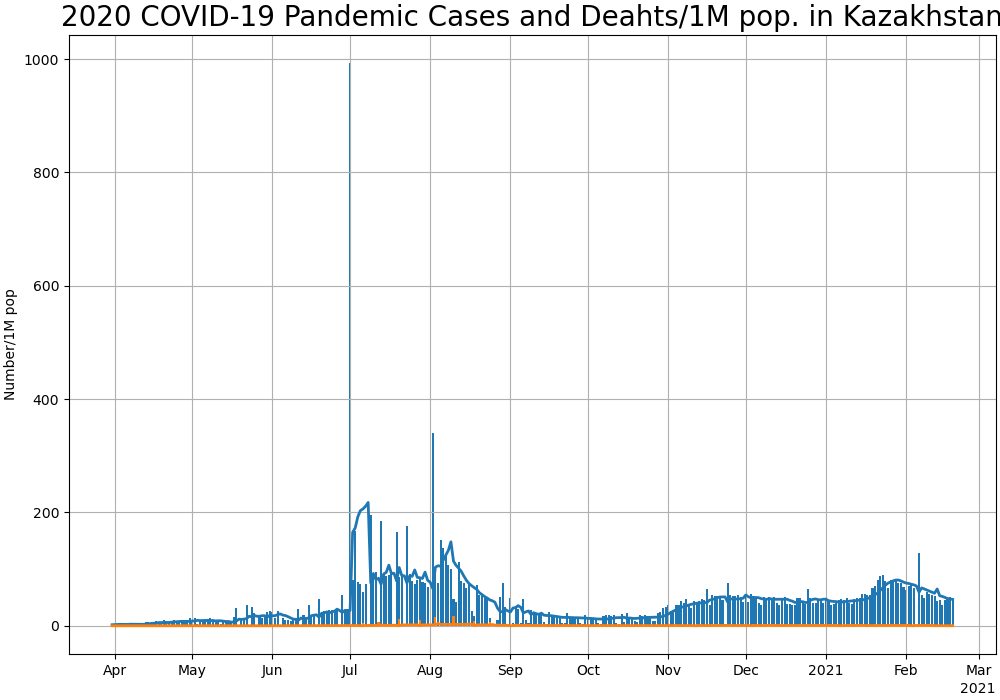 2020 COVID-19 Pandemic Cases and Deahts/1M pop. in Kazakhstan
Number/1M pop
1000
800
600
400
200
0
Apr May Jun Jul Aug Sep Oct Nov Dec 2021 Feb Mar
2021